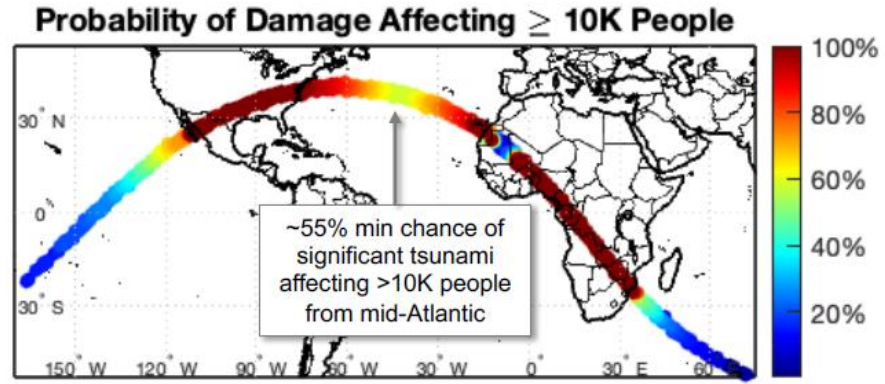 Probability of Damage Affecting ≥ 10K People
100%
80%
60%
40%
20%
30° N
0°
30° S
150° W
120° W
90° W
60° W
30° W
0°
30° E
60°
~55% min chance of
significant tsunami
affecting >10K people
from mid-Atlantic